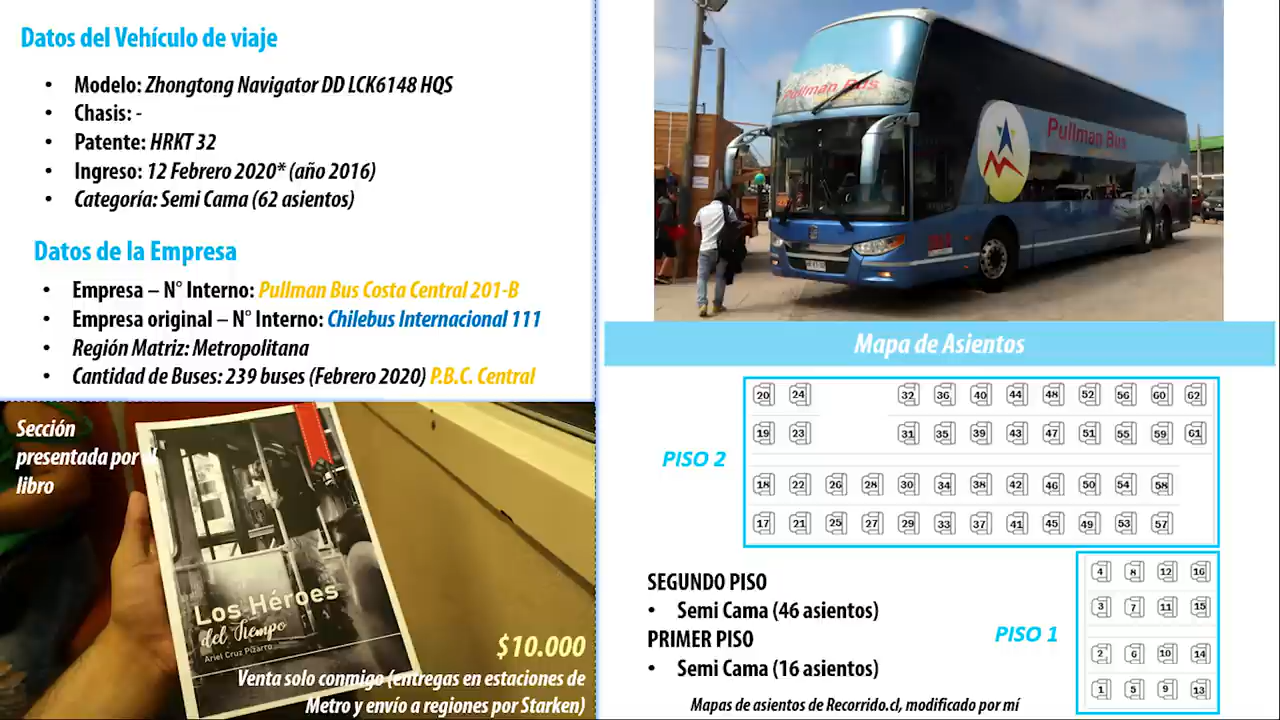 Datos del Vehículo de viaje
• Modelo: Zhongtong Navigator DD LCK6148 HQS
• Chasis: -
• Patente: HRKT 32
• Ingreso: 12 Febrero 2020* (año 2016)
• Categoría: Semi Cama (62 asientos)
Datos de la Empresa
• Empresa – N° Interno: Pullman Bus Costa Central 201-B
• Empresa original – N° Interno: Chilebus Internacional 111
• Región Matriz: Metropolitana
• Cantidad de Buses: 239 buses (Febrero 2020) P.B.C. Central
Sección
presentada por el
libro
Los Héroes
del Tiempo
Ariel Cruz Pizarro
$10.000
Venta solo conmigo (entregas en estaciones de
Metro y envío a regiones por Starken)
Pullman Bus
Pullman Bus
Mapa de Asientos
PISO 2
20 24 32 36 40 44 48 52 56 60 62
19 23 31 35 39 43 47 51 55 59 61
18 22 26 28 30 34 38 42 46 50 54 58
17 21 25 27 29 33 37 41 45 49 53 57
SEGUNDO PISO
• Semi Cama (46 asientos)
PRIMER PISO
• Semi Cama (16 asientos)
PISO 1
4 8 12 16
3 7 11 15
2 6 10 14
1 5 9 13
Mapas de asientos de Recorrido.cl, modificado por mí